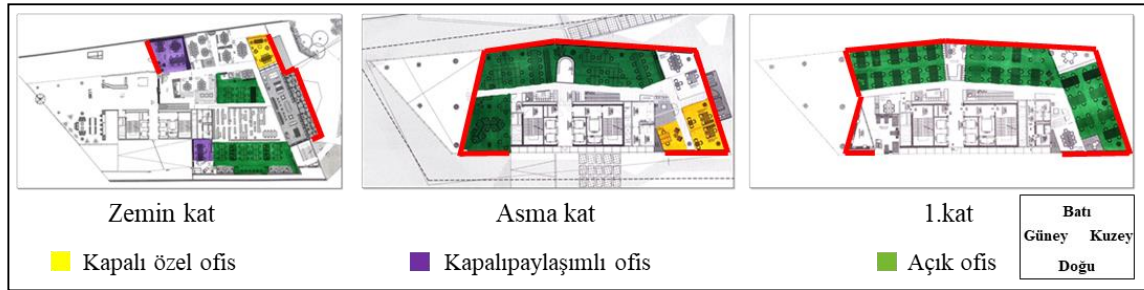 Zemin kat
Asma kat
1.kat
Kapalı özel ofis
Kapalıpaylaşımlı ofis
Açık ofis
Batı
Güney Kuzey
Doğu